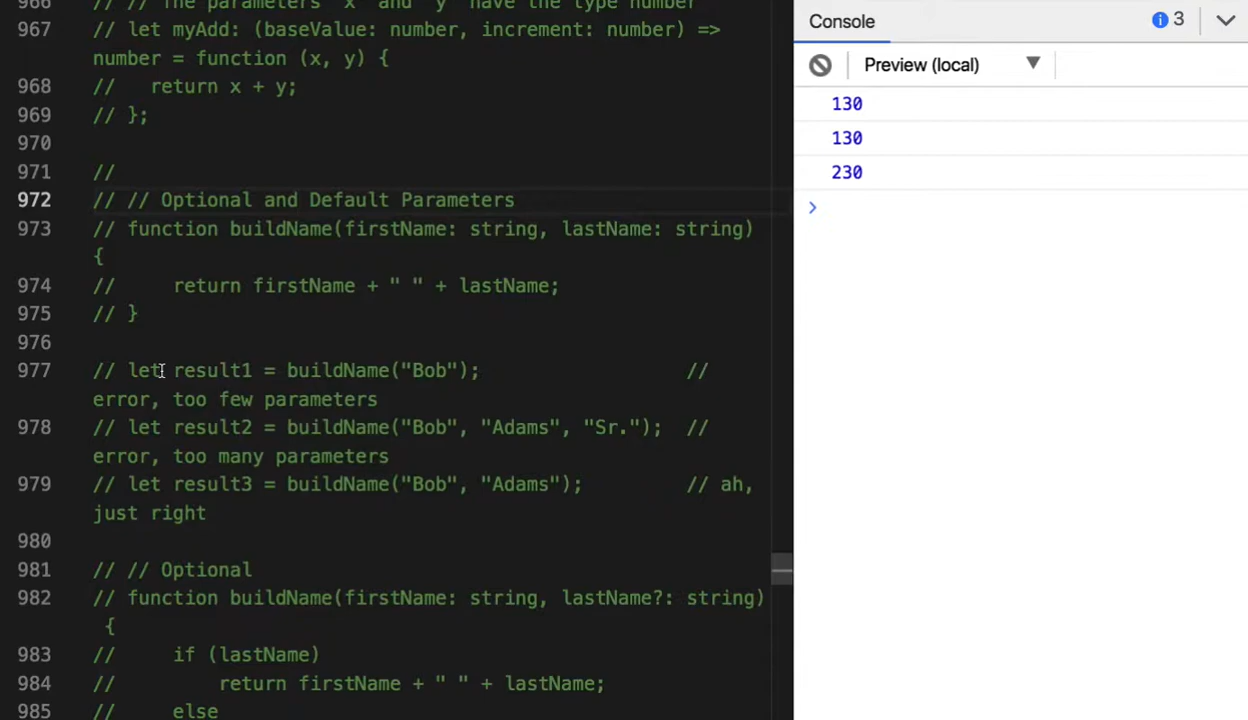 966 // // The parameters 'x' and 'y' have the type number
967 // let myAdd: (baseValue: number, increment: number) =>
number = function (x, y) {
968 //   return x + y;
969 // };
970
971 //
972 // // Optional and Default Parameters
973 // function buildName(firstName: string, lastName: string)
{
974 //     return firstName + " " + lastName;
975 // }
976
977 // let result1 = buildName("Bob");                  //
error, too few parameters
978 // let result2 = buildName("Bob", "Adams", "Sr.");  //
error, too many parameters
979 // let result3 = buildName("Bob", "Adams");         // ah,
just right
980
981 // // Optional
982 // function buildName(firstName: string, lastName?: string)
{
983 //     if (lastName)
984 //         return firstName + " " + lastName;
985 //     else
Console
3
Preview (local)
130
130
230